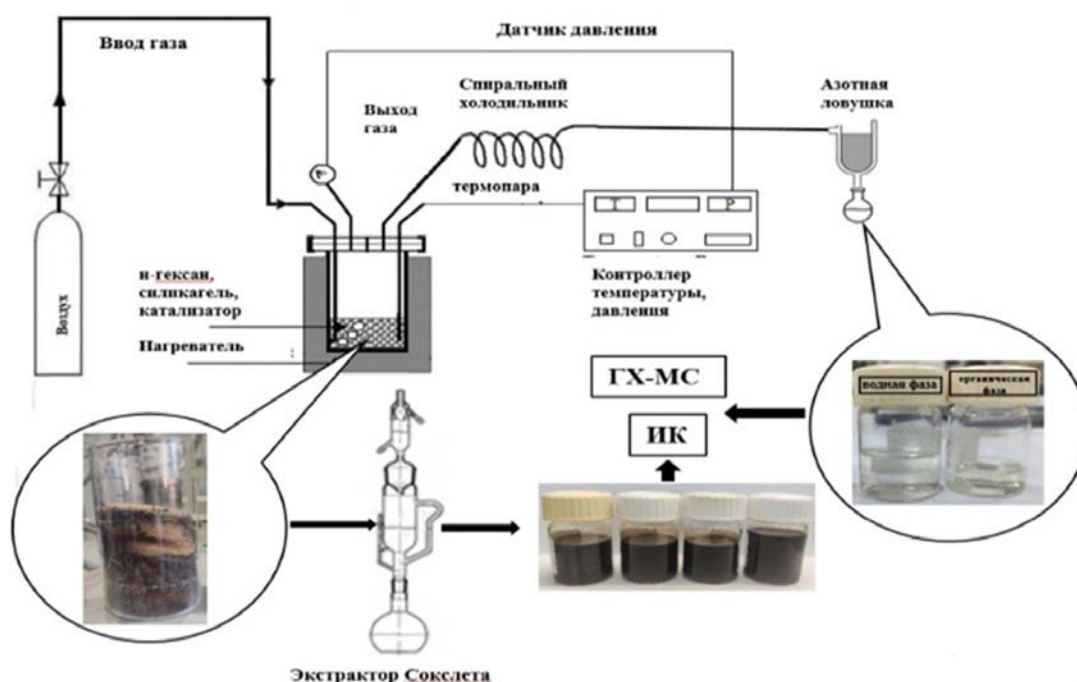 Ввод газа
Датчик давления
Спиральный
холодильник
Азотная
ловушка
Выход
газа
термопара
T
P
P
Воздух
н-гексан,
силикагель,
катализатор
Нагреватель
Контроллер
температуры,
давления
ГХ-МС
ИК
водная фаза
органическая
фаза
Экстрактор Сокслета